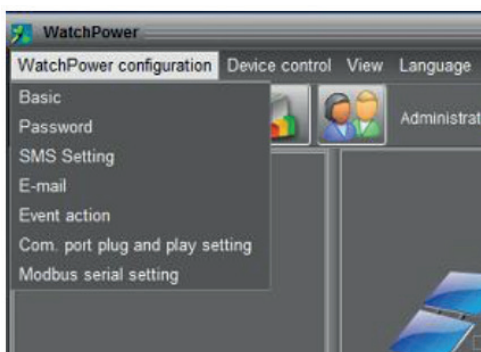 WatchPower
WatchPower configuration Device control View Language
Administrat
Basic
Password
SMS Setting
E-mail
Event action
Com. port plug and play setting
Modbus serial setting